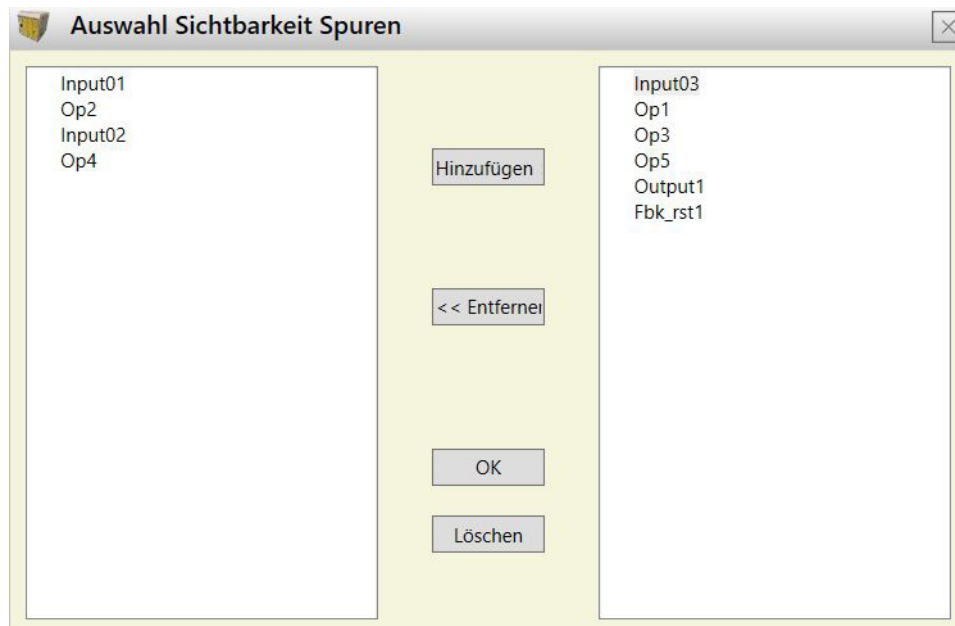 Auswahl Sichtbarkeit Spuren
Input01
Op2
Input02
Op4
Hinzufügen
<< Entferner
OK
Löschen
Input03
Op1
Op3
Op5
Output1
Fbk_rst1